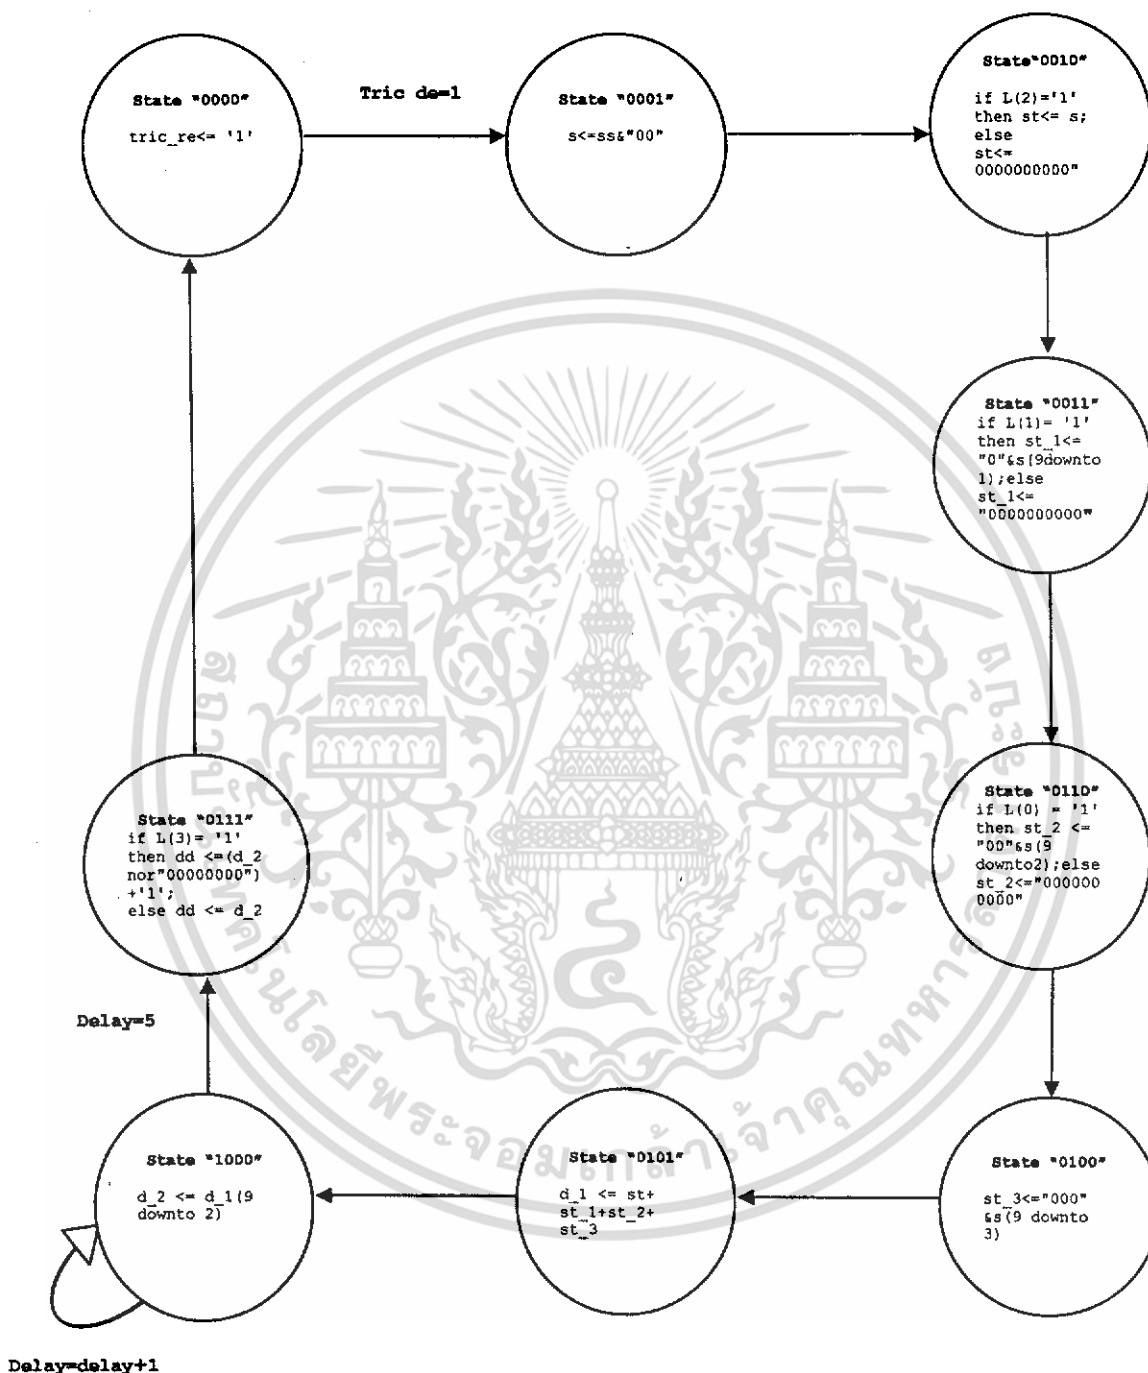 State "0000"
tric_re<= '1'
Tric de=1
State "0001"
s<=ss&"00"
State"0010"
if L(2)='1'
then st<= s;
else
st<=
0000000000"
State "0011"
if L(1)= '1'
then st_1<=
"0"&s(9downto
1);else
st_1<=
"0000000000"
State "0110"
if L(0) = '1'
then st_2 <=
"00"&s(9
downto2);else
st_2<="000000
0000"
State "0100"
st_3<="000"
&s(9 downto
3)
State "0101"
d_1 <= st+
st_1+st_2+
st_3
State "1000"
d_2 <= d_1(9
downto 2)
Delay=delay+1
Delay=5
State "0111"
if L(3)= '1'
then dd <=(d_2
nor"00000000")
+'1';
else dd <= d_2